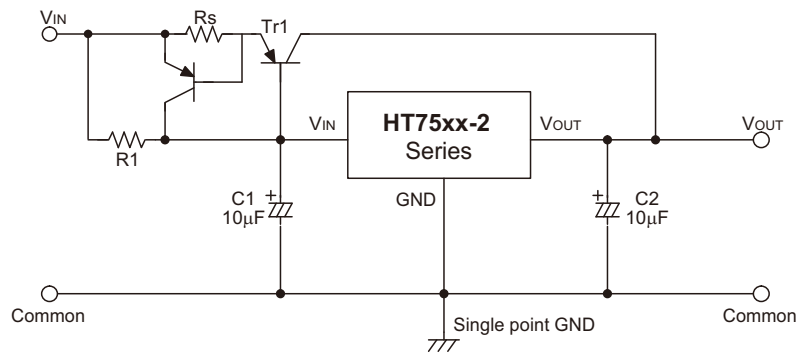 VIN
Rs
Tr1
R1
VIN
HT75xx-2
Series
VOUT
VOUT
GND
C1
10μF
C2
10μF
+
+
Common
Single point GND
Common